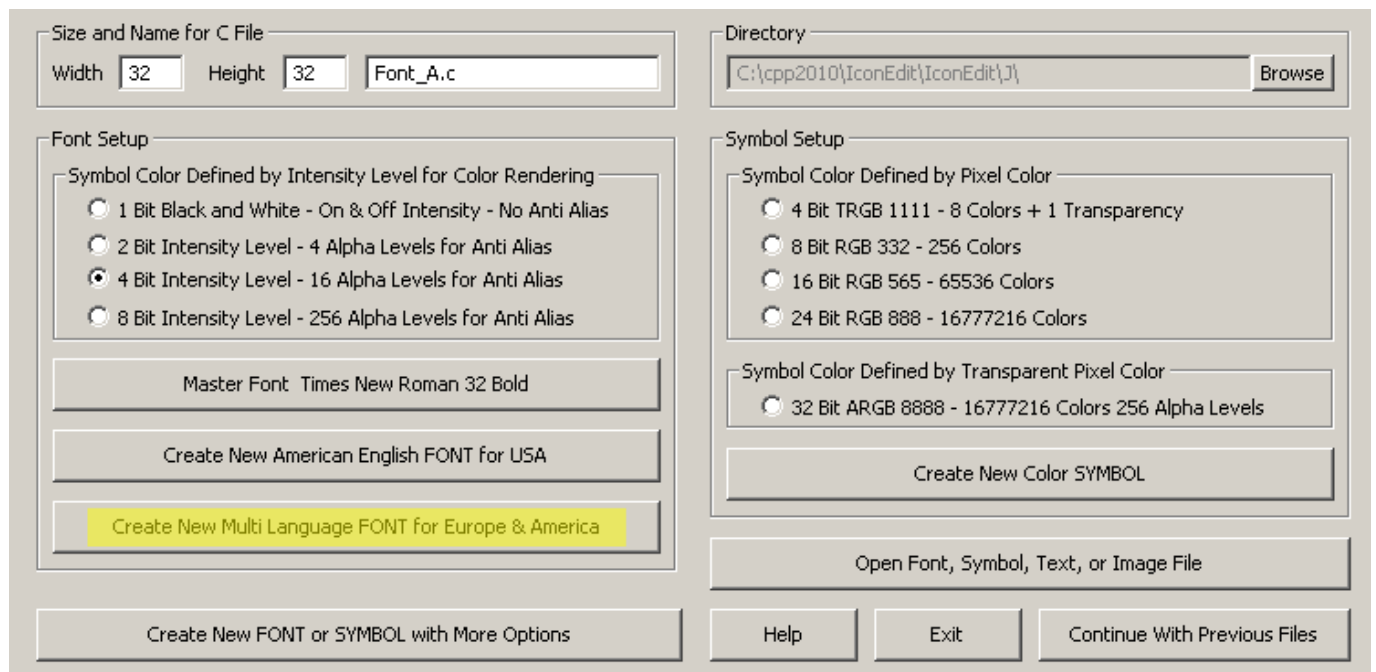 Size and Name for C File
Width 32 Height 32 Font_A.c
Directory
C:\cpp2010\IconEdit\IconEdit\J\ Browse
Font Setup
Symbol Color Defined by Intensity Level for Color Rendering
1 Bit Black and White - On & Off Intensity - No Anti Alias
2 Bit Intensity Level - 4 Alpha Levels for Anti Alias
4 Bit Intensity Level - 16 Alpha Levels for Anti Alias
8 Bit Intensity Level - 256 Alpha Levels for Anti Alias
Master Font Times New Roman 32 Bold
Create New American English FONT for USA
Create New Multi Language FONT for Europe & America
Symbol Setup
Symbol Color Defined by Pixel Color
4 Bit TRGB 1111 - 8 Colors + 1 Transparency
8 Bit RGB 332 - 256 Colors
16 Bit RGB 565 - 65536 Colors
24 Bit RGB 888 - 16777216 Colors
Symbol Color Defined by Transparent Pixel Color
32 Bit ARGB 8888 - 16777216 Colors 256 Alpha Levels
Create New Color SYMBOL
Open Font, Symbol, Text, or Image File
Create New FONT or SYMBOL with More Options
Help
Exit
Continue With Previous Files